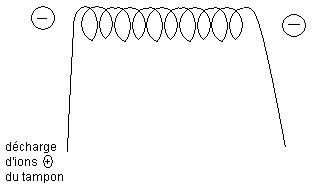 ⊖
⊖
décharge
d'ions ⊕
du tampon